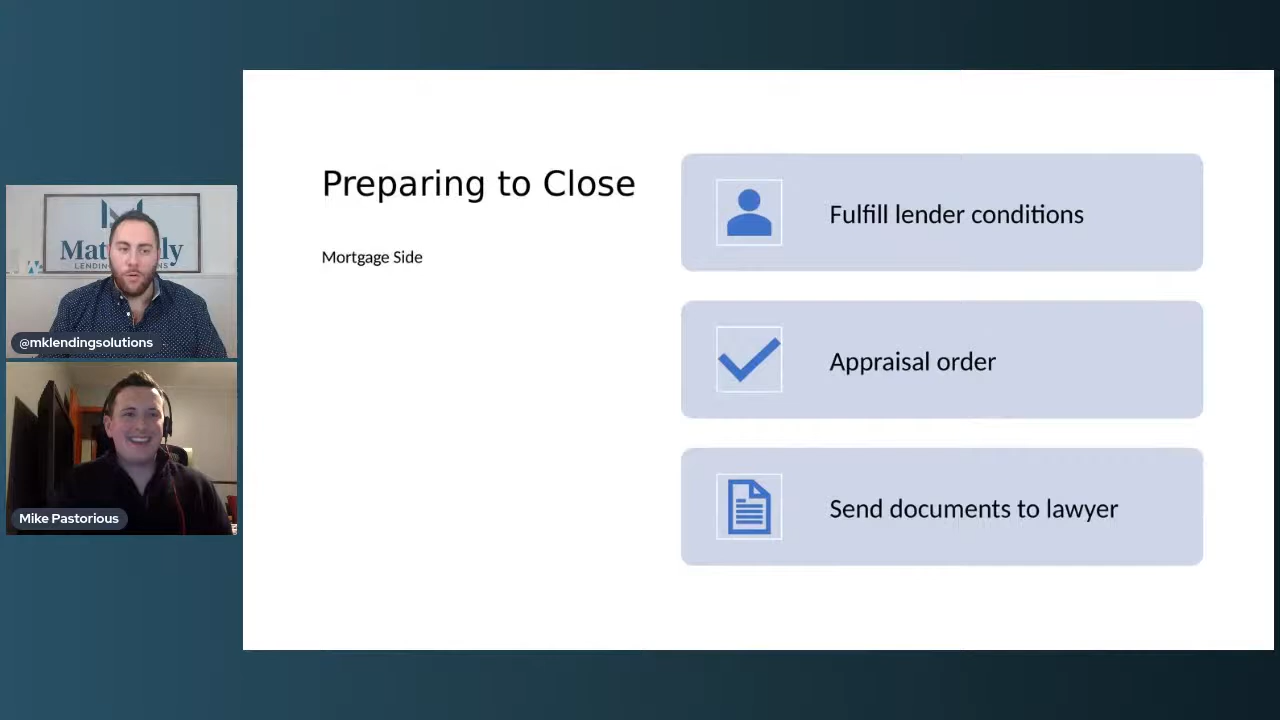 @mklendingsolutions
Mike Pastorious
Preparing to Close
Mortgage Side
Fulfill lender conditions
Appraisal order
Send documents to lawyer